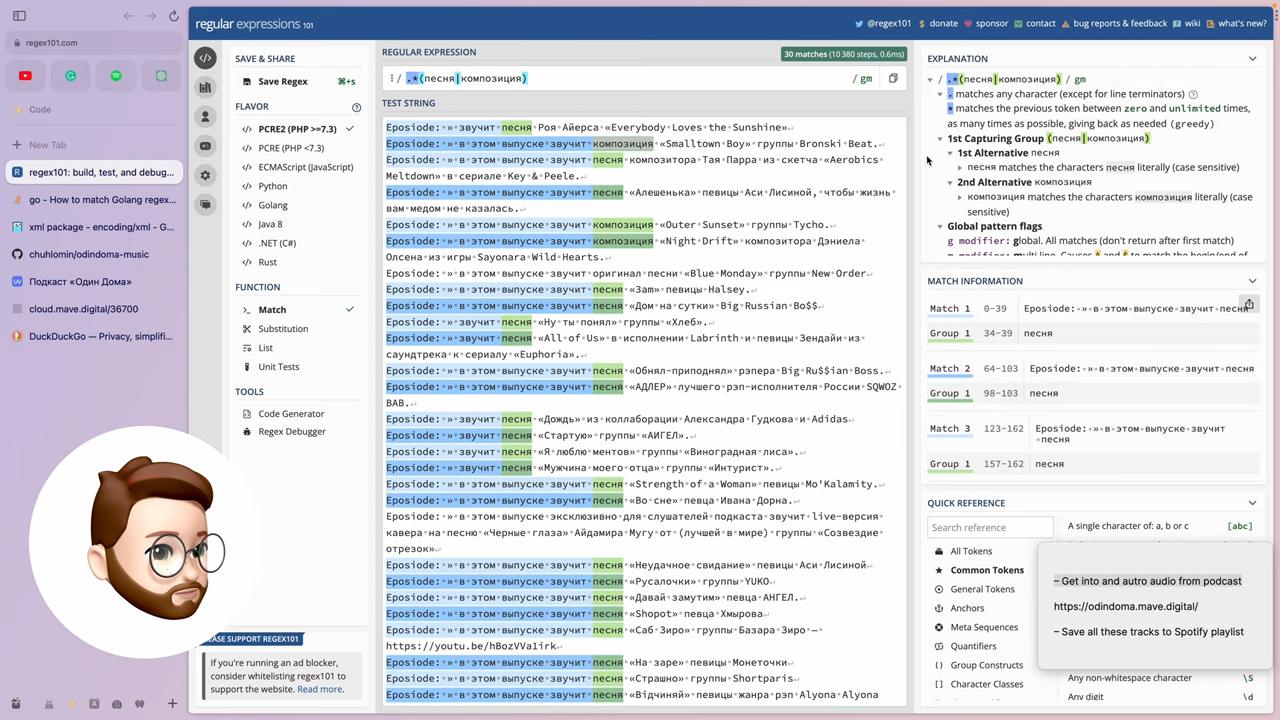 regex101.com
Code
New Tab
regex101: build, test, and debug...
go - How to match Golang regex...
xml package - encoding/xml - G...
chuhlomin/odindoma-music
Подкаст «Один Дома»
cloud.mave.digital/36700
DuckDuckGo — Privacy, simplifi...
regular expressions 101
@regex101
donate
sponsor
contact
bug reports & feedback
wiki
what's new?
SAVE & SHARE
Save Regex ⌘+s
FLAVOR
PCRE2 (PHP >=7.3)
PCRE (PHP <7.3)
ECMAScript (JavaScript)
Python
Golang
Java 8
.NET (C#)
Rust
FUNCTION
Match
Substitution
List
Unit Tests
TOOLS
Code Generator
Regex Debugger
EASE SUPPORT REGEX101
If you're running an ad blocker,
consider whitelisting regex101 to
support the website. Read more.
REGULAR EXPRESSION
30 matches (10 380 steps, 0.6ms)
/ .*(песня|композиция) / gm
TEST STRING
Eposiode: » звучит песня Роя Айерса «Everybody Loves the Sunshine»
Eposiode: » в этом выпуске звучит композиция «Smalltown Boy» группы Bronski Beat.
Eposiode: » в этом выпуске звучит песня композитора Тая Парра из скетча «Aerobics
Meltdown» в сериале Key & Peele.
Eposiode: » в этом выпуске звучит песня «Алешенька» певицы Аси Лисиной, чтобы жизнь
вам медом не казалась.
Eposiode: » в этом выпуске звучит композиция «Outer Sunset» группы Tycho.
Eposiode: » в этом выпуске звучит композиция «Night Drift» композитора Дэниела
Олсена из игры Sayonara Wild Hearts.
Eposiode: » в этом выпуске звучит оригинал песни «Blue Monday» группы New Order
Eposiode: » в этом выпуске звучит песня «Зам» певицы Halsey.
Eposiode: » в этом выпуске звучит песня «Дом на сутки» Big Russian Bo$$
Eposiode: » в этом выпуске звучит песня «Ну ты понял» группы «Хлеб».
Eposiode: » в этом выпуске звучит песня «All of Us» в исполнении Labrinth и певицы Зендайи из
саундтрека к сериалу «Euphoria».
Eposiode: » в этом выпуске звучит песня «Обнял-приподнял» рэпера Big Ru$$ian Boss.
Eposiode: » в этом выпуске звучит песня «АДЛЕР» лучшего рэп-исполнителя России SQWOZ
BAB.
Eposiode: » в этом выпуске звучит песня «Дождь» из коллаборации Александра Гудкова и Adidas
Eposiode: » в этом выпуске звучит песня «Стартую» группы «АИГЕЛ».
Eposiode: » в этом выпуске звучит песня «Я люблю ментов» группы «Виноградная лиса».
Eposiode: » в этом выпуске звучит песня «Мужчина моего отца» группы «Интурист».
Eposiode: » в этом выпуске звучит песня «Strength of a Woman» певицы Mo'Kalamity.
Eposiode: » в этом выпуске звучит песня «Во сне» певца Ивана Дорна.
Eposiode: » в этом выпуске эксклюзивно для слушателей подкаста звучит live-версия
кавера на песню «Черные глаза» Айдамира Мугу от (лучшей в мире) группы «Созвездие
отрезок»
Eposiode: » в этом выпуске звучит песня «Неудачное свидание» певицы Аси Лисиной
Eposiode: » в этом выпуске звучит песня «Русалочки» группы YUKO
Eposiode: » в этом выпуске звучит песня «Давай замутим» певца АНГЕЛ.
Eposiode: » в этом выпуске звучит песня «Shopot» певца Хмырова
Eposiode: » в этом выпуске звучит песня «Саб Зиро» группы Базара Зиро —
https://youtu.be/hBozVVa1irk
Eposiode: » в этом выпуске звучит песня «На заре» певицы Монеточки
Eposiode: » в этом выпуске звучит песня «Страшно» группы Shortparis
Eposiode: » в этом выпуске звучит песня «Відчиняй» певицы жанра рэп Alyona Alyona
EXPLANATION
/ .*(песня|композиция) / gm
. matches any character (except for line terminators)
* matches the previous token between zero and unlimited times,
as many times as possible, giving back as needed (greedy)
1st Capturing Group (песня|композиция)
1st Alternative песня
песня matches the characters песня literally (case sensitive)
2nd Alternative композиция
композиция matches the characters композиция literally (case
sensitive)
Global pattern flags
g modifier: global. All matches (don't return after first match)
m modifier: multi line. Causes ^ and $ to match the begin/end of
MATCH INFORMATION
Match 1 0-39 Eposiode: » в этом выпуске звучит песня
Group 1 34-39 песня
Match 2 64-103 Eposiode: » в этом выпуске звучит песня
Group 1 98-103 песня
Match 3 123-162 Eposiode: » в этом выпуске звучит
песня
Group 1 157-162 песня
QUICK REFERENCE
Search reference
All Tokens
Common Tokens
General Tokens
Anchors
Meta Sequences
Quantifiers
Group Constructs
Character Classes
A single character of: a, b or c [abc]
– Get into and autro audio from podcast
https://odindoma.mave.digital/
– Save all these tracks to Spotify playlist
Any non-whitespace character \S
Any digit \d